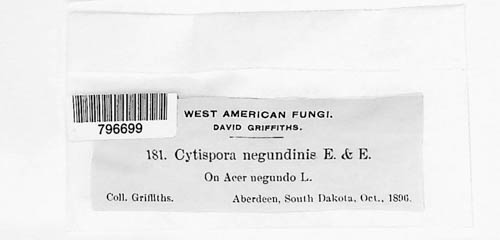 WEST AMERICAN FUNGI.
DAVID GRIFFITHS.
796699
181. Cytispora negundinis E. & E.
On Acer negundo L.
Coll. Griffiths. Aberdeen, South Dakota, Oct., 1896.